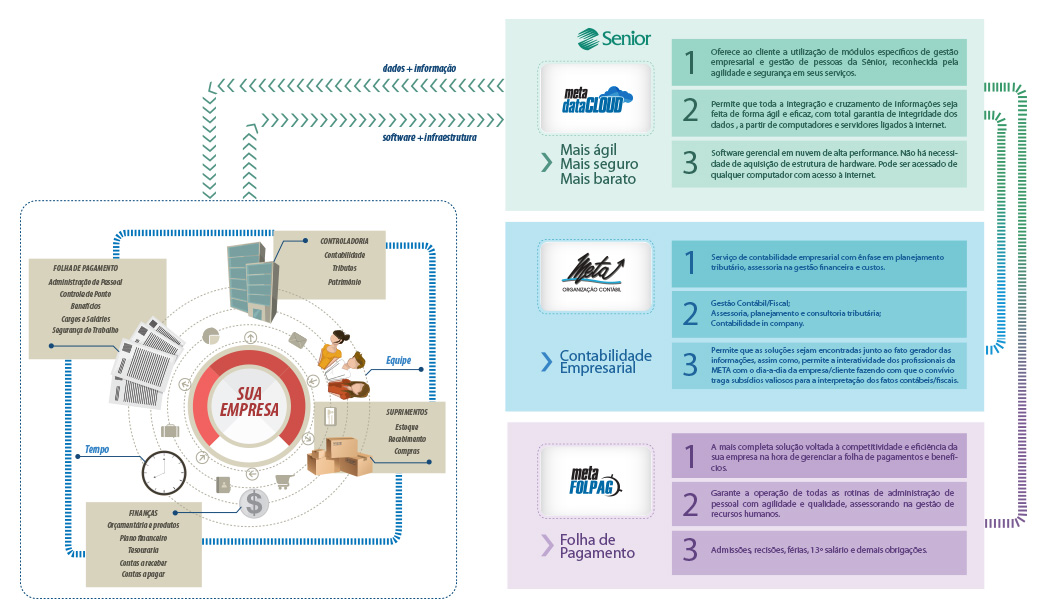 dados + informação
software + infraestrutura
FOLHA DE PAGAMENTO
Administração de Pessoal
Controle de Ponto
Benefícios
Cargos e Salários
Segurança do Trabalho
CONTROLADORIA
Contabilidade
Tributos
Patrimônio
Equipe
SUA
EMPRESA
SUPRIMENTOS
Estoque
Recebimento
Compras
Tempo
FINANÇAS
Orçamentária e produtos
Plano financeiro
Tesouraria
Contas a receber
Contas a pagar
Senior
meta
dataCLOUD
Mais ágil
Mais seguro
Mais barato
1
Oferece ao cliente a utilização de módulos específicos de gestão
empresarial e gestão de pessoas da Sênior, reconhecida pela
agilidade e segurança em seus serviços.
2
Permite que toda a integração e cruzamento de informações seja
feita de forma ágil e eficaz, com total garantia de integridade dos
dados , a partir de computadores e servidores ligados à internet.
3
Software gerencial em nuvem de alta performance. Não há necessi-
dade de aquisição de estrutura de hardware. Pode ser acessado de
qualquer computador com acesso à internet.
Meta
ORGANIZAÇÃO CONTÁBIL
Contabilidade
Empresarial
1
Serviço de contabilidade empresarial com ênfase em planejamento
tributário, assessoria na gestão financeira e custos.
2
Gestão Contábil/Fiscal;
Assessoria, planejamento e consultoria tributária;
Contabilidade in company.
3
Permite que as soluções sejam encontradas junto ao fato gerador das
informações, assim como, permite a interatividade dos profissionais da
META com o dia-a-dia da empresa/cliente fazendo com que o convívio
traga subsídios valiosos para a interpretação dos fatos contábeis/fiscais.
meta
FOLPAG
Folha de
Pagamento
1
A mais completa solução voltada à competitividade e eficiência da
sua empresa na hora de gerenciar a folha de pagamentos e benefí-
cios.
2
Garante a operação de todas as rotinas de administração de
pessoal com agilidade e qualidade, assessorando na gestão de
recursos humanos.
3
Admissões, recisões, férias, 13º salário e demais obrigações.